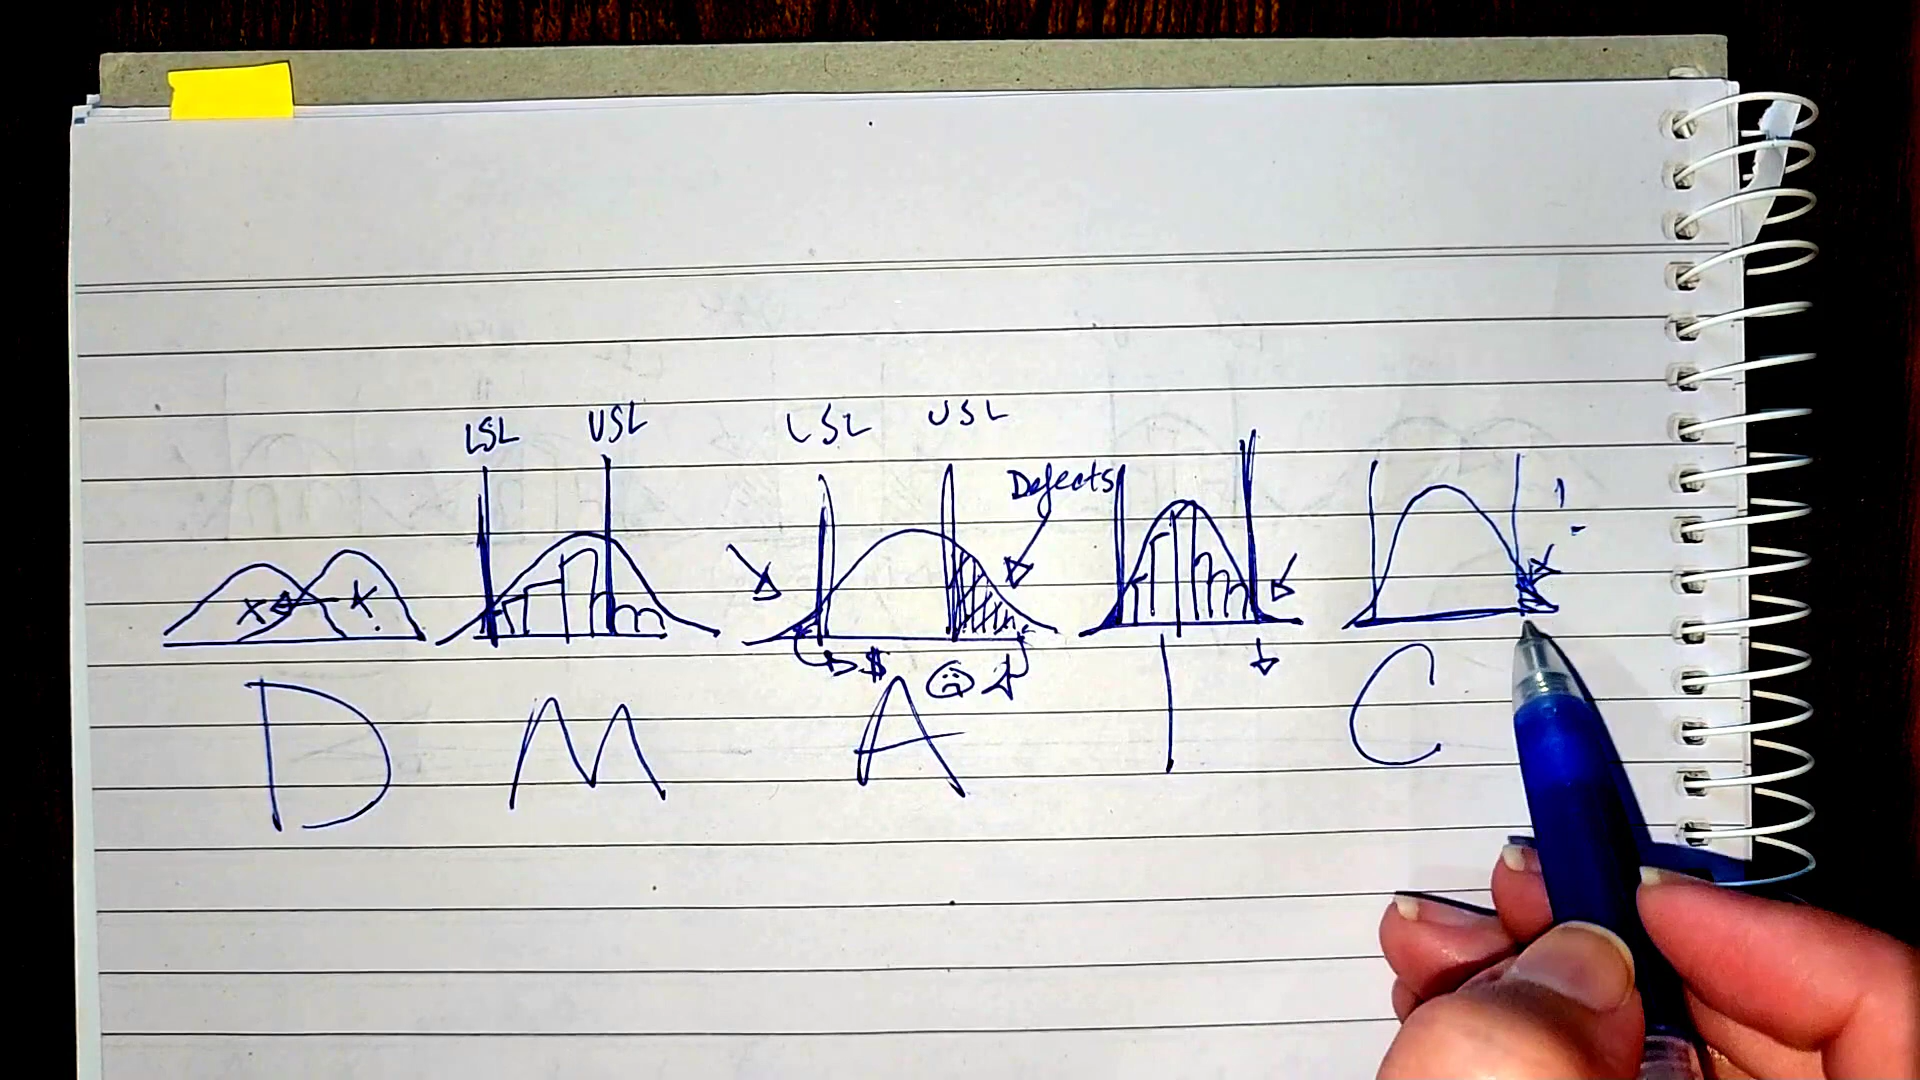 LSL USL LSL USL
Defects
X X
$
D M A I C